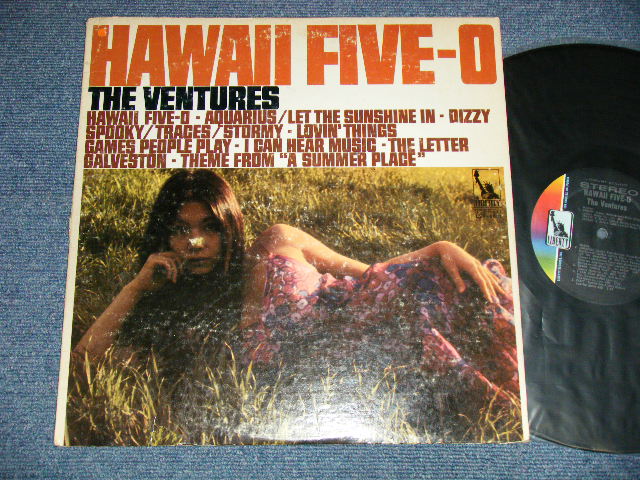 HAWAII FIVE-O
THE VENTURES
HAWAII FIVE-O - AQUARIUS/LET THE SUNSHINE IN - DIZZY
SPOOKY/TRACES/STORMY - LOVIN' THINGS
GAMES PEOPLE PLAY - I CAN HEAR MUSIC - THE LETTER
GALVESTON - THEME FROM "A SUMMER PLACE"
LIBERTY
STEREO
HAWAII FIVE-O
The Ventures
LIBERTY